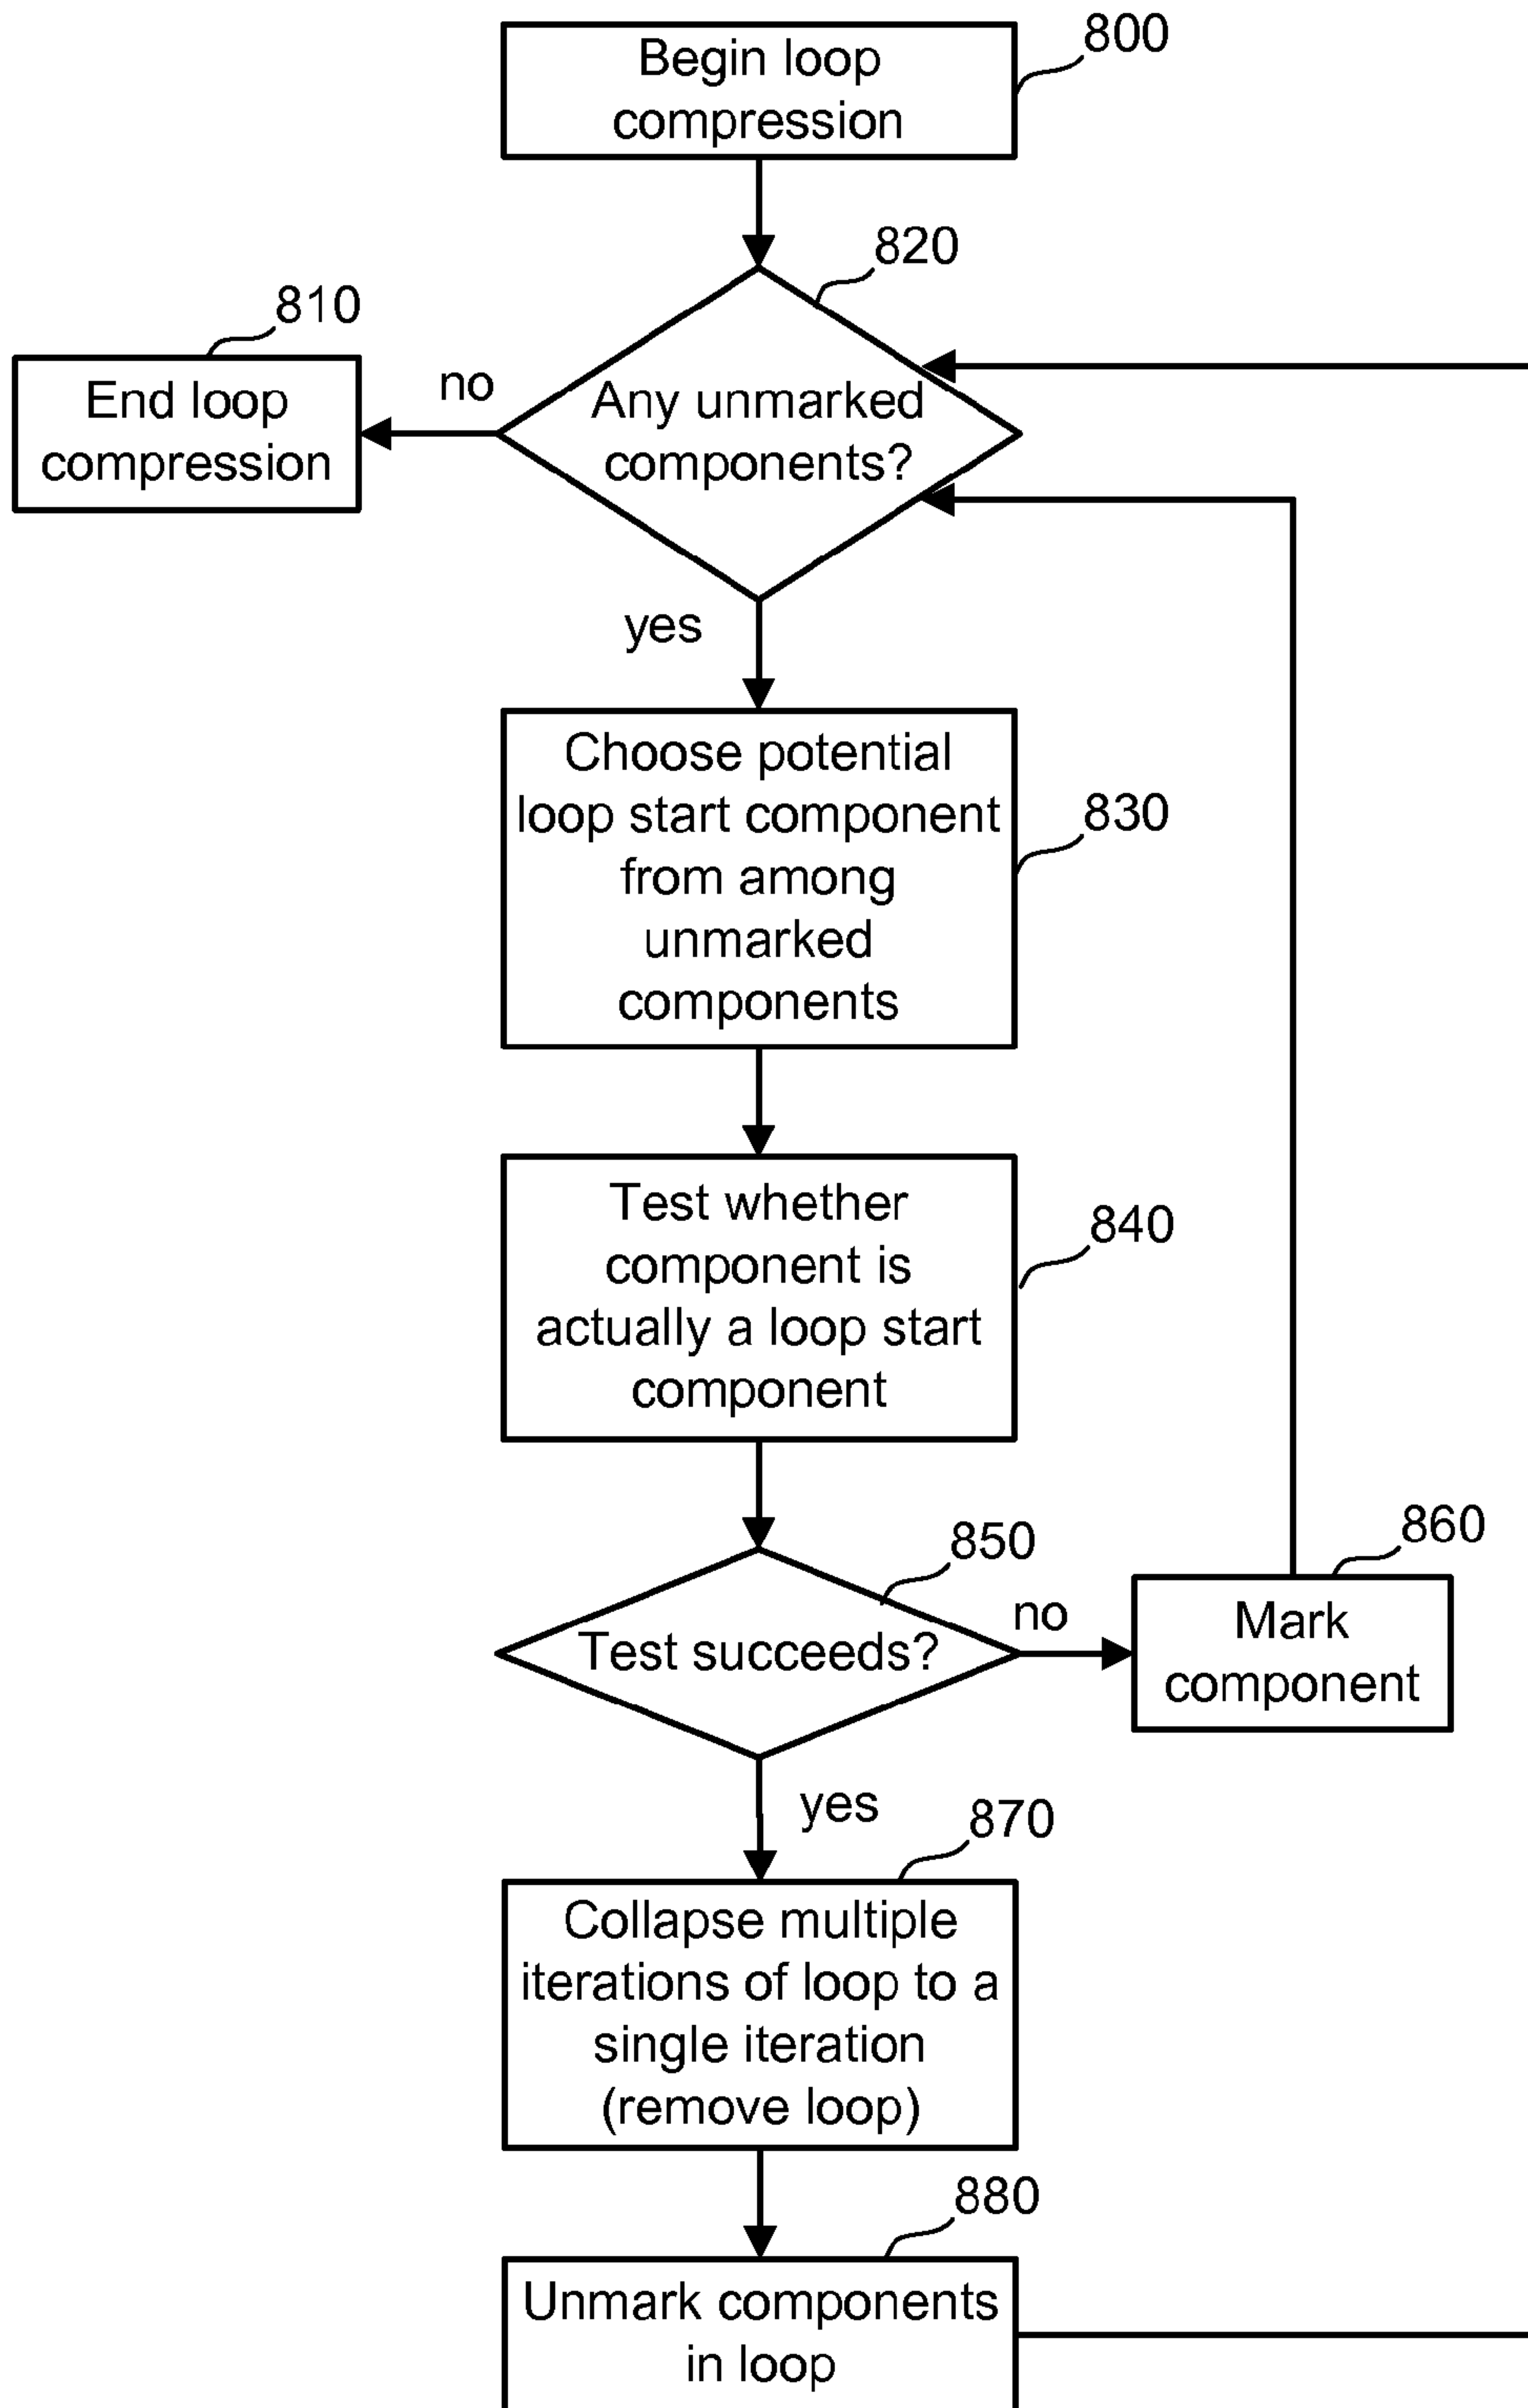 Begin loop
compression
800
820
810
End loop
compression
no
Any unmarked
components?
yes
Choose potential
loop start component
from among
unmarked
components
830
Test whether
component is
actually a loop start
component
840
850
Test succeeds?
no
860
Mark
component
yes
870
Collapse multiple
iterations of loop to a
single iteration
(remove loop)
880
Unmark components
in loop